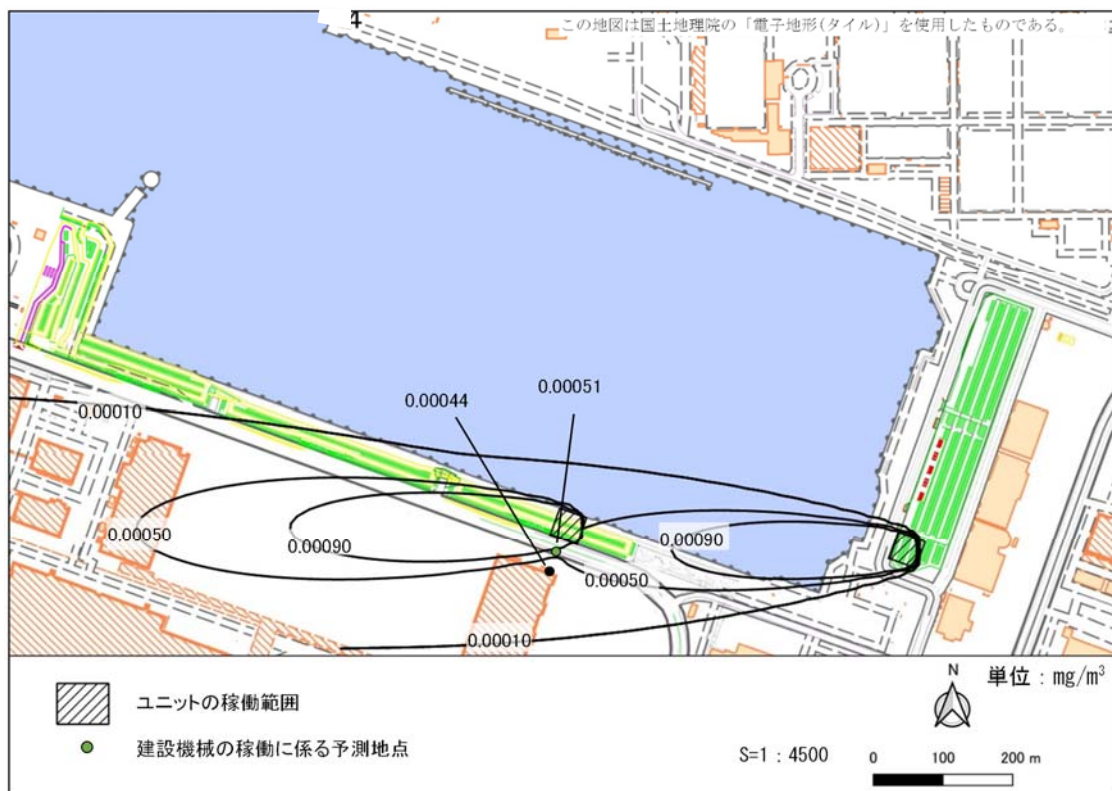 4
この地図は国土地理院の「電子地形(タイル)」を使用したものである。
0.00051
0.00044
0.00010
0.00050
0.00090
0.00090
0.00050
0.00010
ユニットの稼働範囲
建設機械の稼働に係る予測地点
N
単位：mg/m³
S=1：4500
0 100 200 m